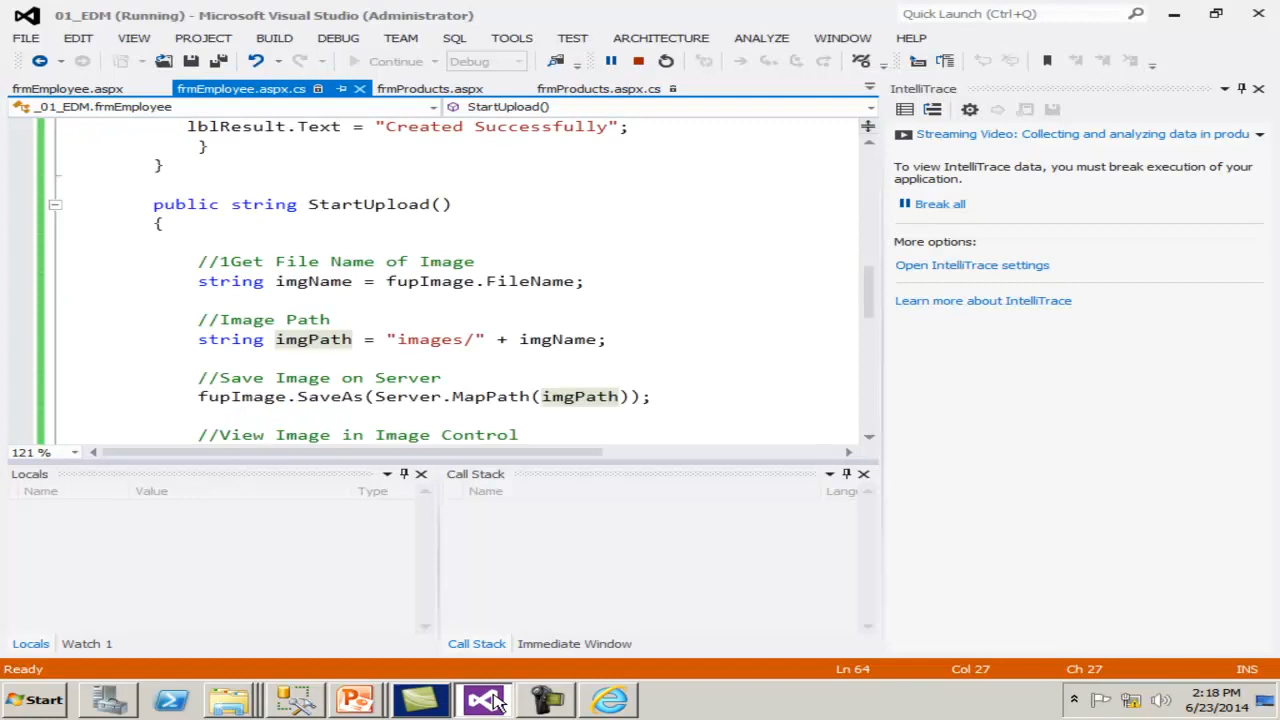 01_EDM (Running) - Microsoft Visual Studio (Administrator)
Quick Launch (Ctrl+Q)
FILE EDIT VIEW PROJECT BUILD DEBUG TEAM SQL TOOLS TEST ARCHITECTURE ANALYZE WINDOW HELP
Continue Debug
frmEmployee.aspx frmEmployee.aspx.cs frmProducts.aspx frmProducts.aspx.cs
_01_EDM.frmEmployee StartUpload()
lblResult.Text = "Created Successfully";
}
}
public string StartUpload()
{
//1Get File Name of Image
string imgName = fupImage.FileName;
//Image Path
string imgPath = "images/" + imgName;
//Save Image on Server
fupImage.SaveAs(Server.MapPath(imgPath));
//View Image in Image Control
121 %
IntelliTrace
Streaming Video: Collecting and analyzing data in produ
To view IntelliTrace data, you must break execution of your
application.
Break all
More options:
Open IntelliTrace settings
Learn more about IntelliTrace
Locals
Name Value Type
Call Stack
Name Langu
Locals Watch 1
Call Stack Immediate Window
Ready Ln 64 Col 27 Ch 27 INS
Start
2:18 PM
6/23/2014